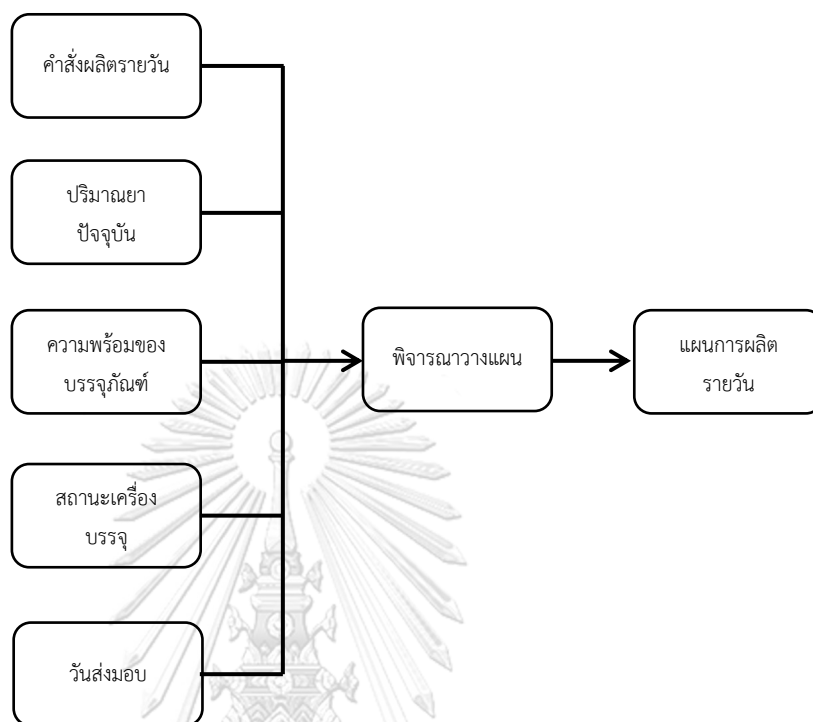 คำสั่งผลิตรายวัน
ปริมาณยา
ปัจจุบัน
ความพร้อมของ
บรรจุภัณฑ์
สถานะเครื่อง
บรรจุ
วันส่งมอบ
พิจารณาวางแผน
แผนการผลิต
รายวัน